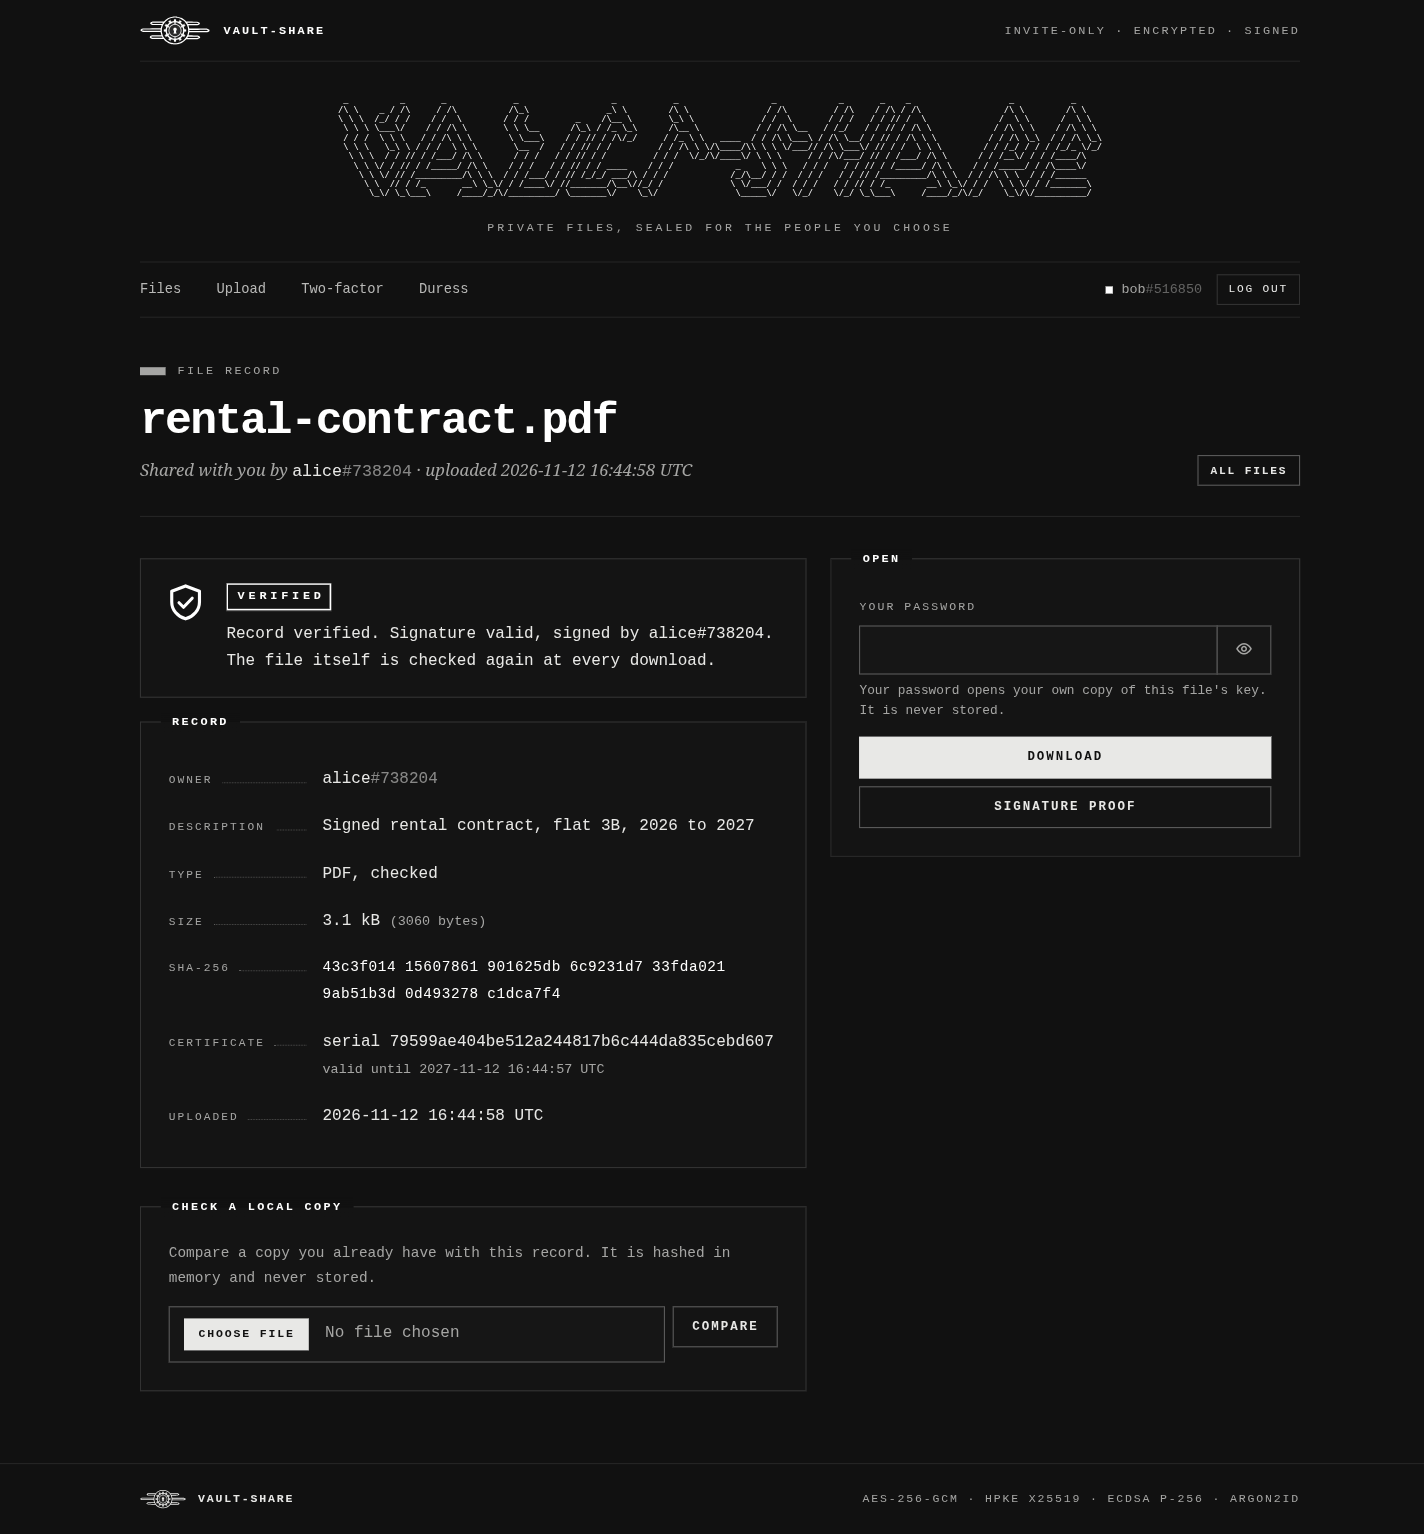 VAULT-SHARE
INVITE-ONLY · ENCRYPTED · SIGNED
VAULT-SHARE
PRIVATE FILES, SEALED FOR THE PEOPLE YOU CHOOSE
Files Upload Two-factor Duress
bob#516850 LOG OUT
FILE RECORD
rental-contract.pdf
Shared with you by alice#738204 · uploaded 2026-11-12 16:44:58 UTC
ALL FILES
VERIFIED
Record verified. Signature valid, signed by alice#738204.
The file itself is checked again at every download.
RECORD
OWNER alice#738204
DESCRIPTION Signed rental contract, flat 3B, 2026 to 2027
TYPE PDF, checked
SIZE 3.1 kB (3060 bytes)
SHA-256 43c3f014 15607861 901625db 6c9231d7 33fda021
9ab51b3d 0d493278 c1dca7f4
CERTIFICATE serial 79599ae404be512a244817b6c444da835cebd607
valid until 2027-11-12 16:44:57 UTC
UPLOADED 2026-11-12 16:44:58 UTC
CHECK A LOCAL COPY
Compare a copy you already have with this record. It is hashed in
memory and never stored.
CHOOSE FILE No file chosen COMPARE
OPEN
YOUR PASSWORD
Your password opens your own copy of this file's key.
It is never stored.
DOWNLOAD
SIGNATURE PROOF
VAULT-SHARE
AES-256-GCM · HPKE X25519 · ECDSA P-256 · ARGON2ID